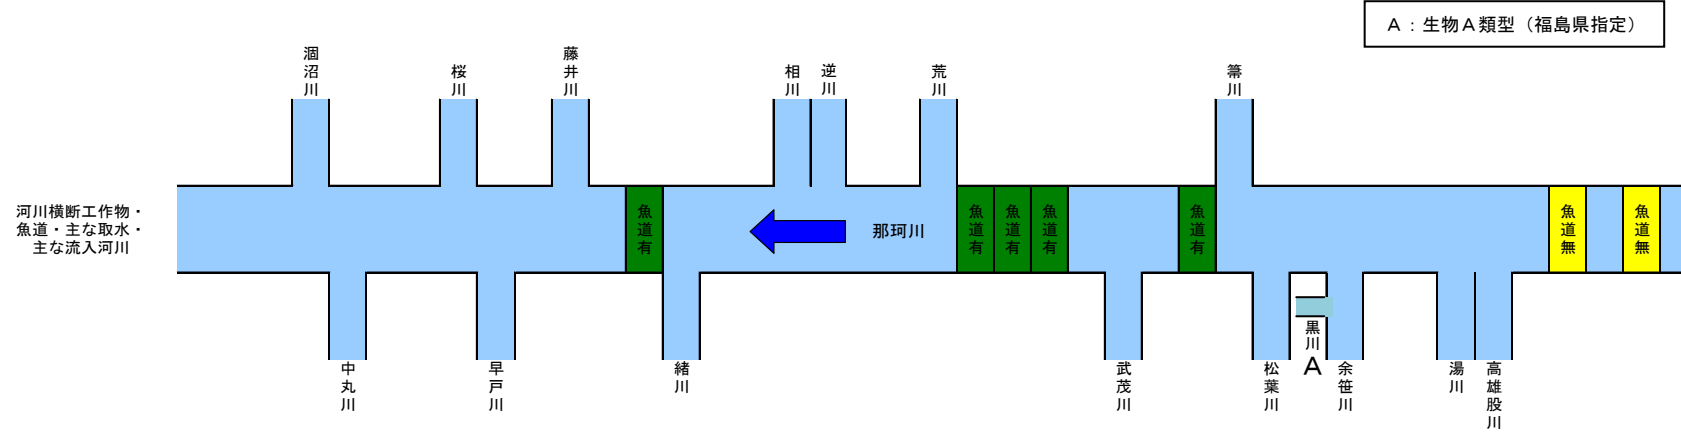 A：生物A類型（福島県指定）
涸沼川
桜川
藤井川
相川
逆川
荒川
箒川
河川横断工作物・
魚道・主な取水・
主な流入河川
魚道有
那珂川
魚道有
魚道有
魚道有
魚道有
魚道無
魚道無
中丸川
早戸川
緒川
武茂川
松葉川
黒川
A
余笹川
湯川
高雄股川